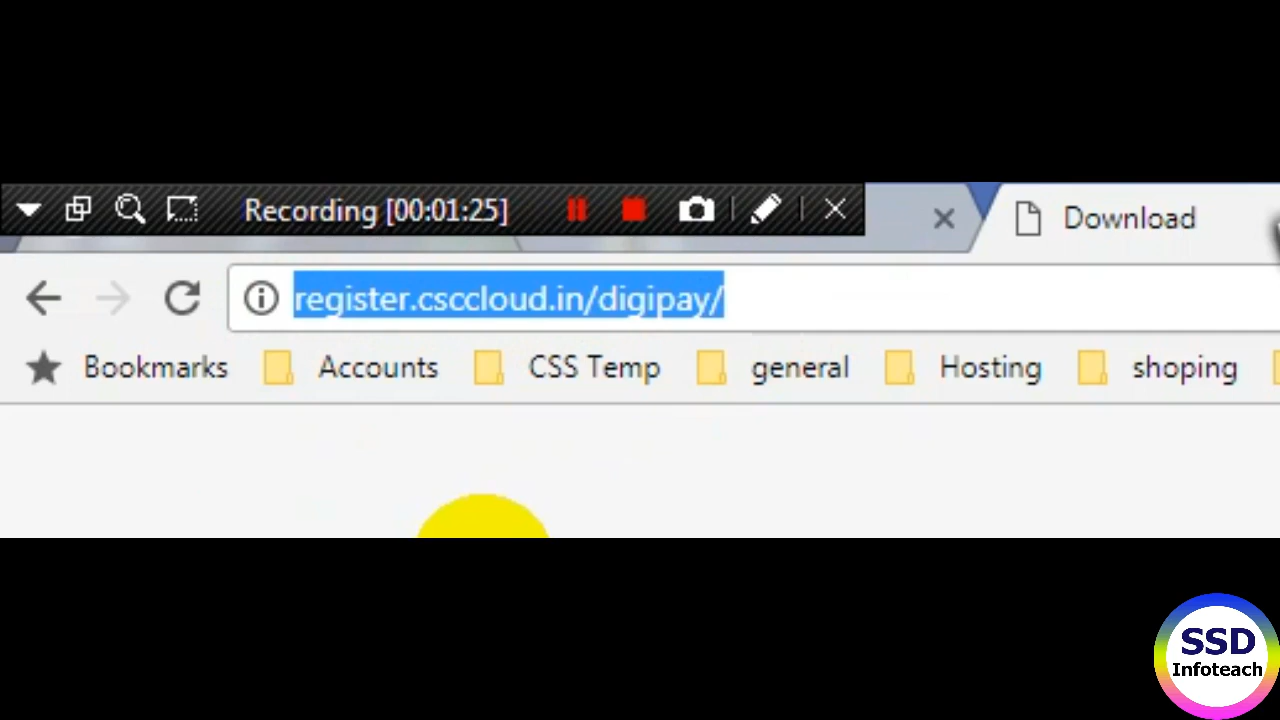 Recording [00:01:25]
Download
register.csccloud.in/digipay/
Bookmarks Accounts CSS Temp general Hosting shoping
SSD
Infoteach